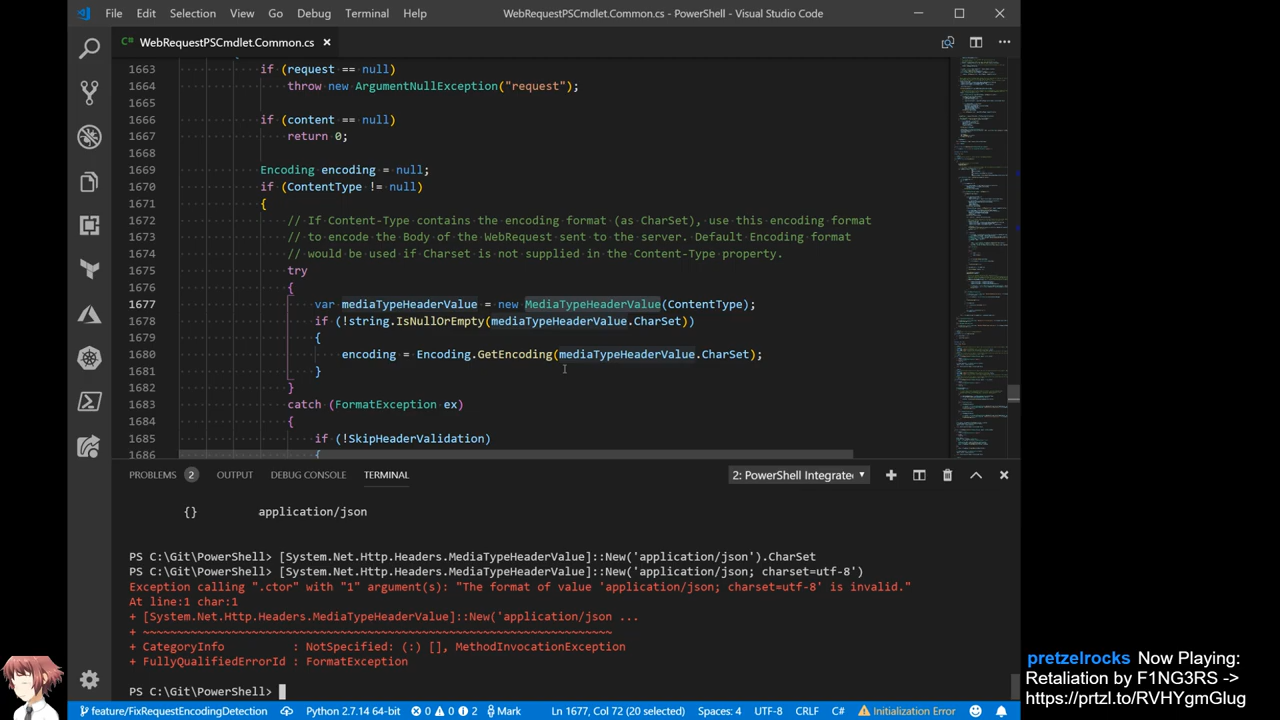 File Edit Selection View Go Debug Terminal Help WebRequestPSCmdlet.Common.cs - PowerShell - Visual Studio Code
C# WebRequestPSCmdlet.Common.cs
1663 if (request == null)
1664 throw new ArgumentNullException("request");
1665
1666 if (content == null)
1667 return 0;
1668
1669 Encoding encoding = null;
1670 if (ContentType != null)
1671 {
1672 If ContentType contains the encoding format (as CharSet), use this encoding format
1673 to encode the Body of the WebRequest sent to the server. Default Encoding format
1674 would be used if Charset is not supplied in the Content-Type property.
1675 try
1676
1677 var mediaTypeHeaderValue = new MediaTypeHeaderValue(ContentType);
1678 if (!string.IsNullOrEmpty(mediaTypeHeaderValue.CharSet))
1679 {
1680 encoding = Encoding.GetEncoding(mediaTypeHeaderValue.CharSet);
1681 }
1682 }
1683 catch (FormatException ex)
1684
1685 if (!SkipHeaderValidation)
1686 {
PROBLEMS 2 OUTPUT DEBUG CONSOLE TERMINAL 2: PowerShell Integrate
{} application/json
PS C:\Git\PowerShell> [System.Net.Http.Headers.MediaTypeHeaderValue]::New('application/json').CharSet
PS C:\Git\PowerShell> [System.Net.Http.Headers.MediaTypeHeaderValue]::New('application/json; charset=utf-8')
Exception calling ".ctor" with "1" argument(s): "The format of value 'application/json; charset=utf-8' is invalid."
At line:1 char:1
+ [System.Net.Http.Headers.MediaTypeHeaderValue]::New('application/json ...
+ ~~~~~~~~~~~~~~~~~~~~~~~~~~~~~~~~~~~~~~~~~~~~~~~~~~~~~~~~~~~~~~~~~~~~~
+ CategoryInfo : NotSpecified: (:) [], MethodInvocationException
+ FullyQualifiedErrorId : FormatException
PS C:\Git\PowerShell>
feature/FixRequestEncodingDetection Python 2.7.14 64-bit 0 0 2 Mark Ln 1677, Col 72 (20 selected) Spaces: 4 UTF-8 CRLF C# Initialization Error
pretzelrocks Now Playing:
Retaliation by F1NG3RS ->
https://prtzl.to/RVHYgmGlug